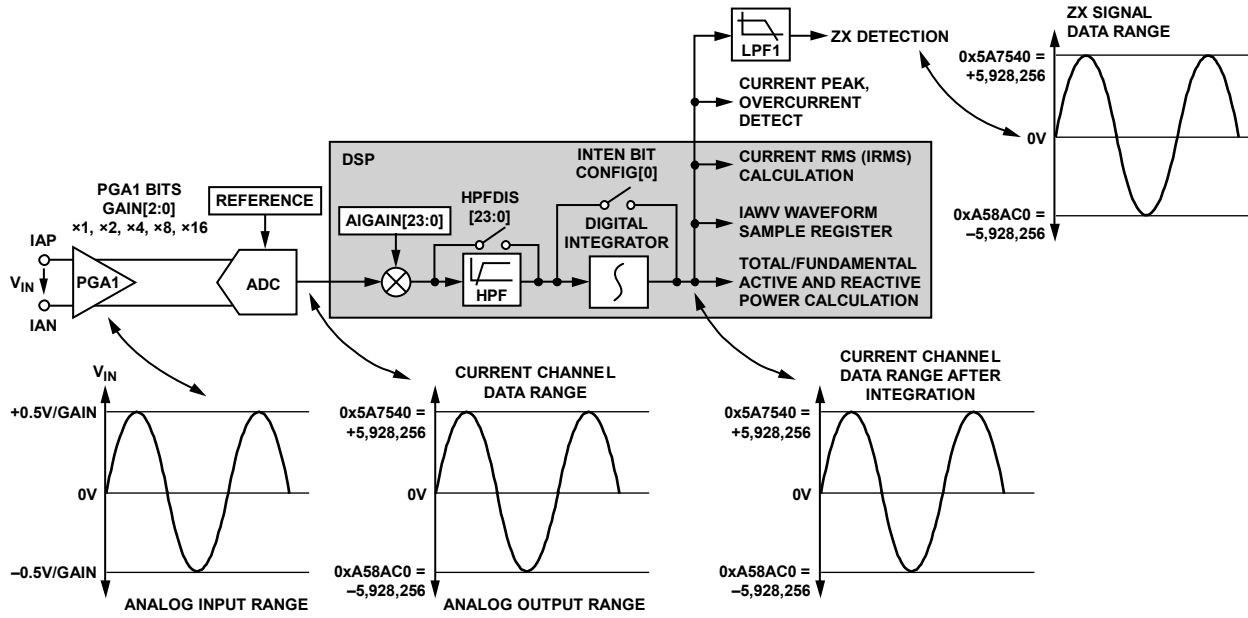 LPF1
ZX DETECTION
CURRENT PEAK,
OVERCURRENT
DETECT
ZX SIGNAL
DATA RANGE
0x5A7540 =
+5,928,256
0V
0xA58AC0 =
–5,928,256
DSP
PGA1 BITS
GAIN[2:0]
×1, ×2, ×4, ×8, ×16
REFERENCE
AIGAIN[23:0]
HPFDIS
[23:0]
INTEN BIT
CONFIG[0]
DIGITAL
INTEGRATOR
CURRENT RMS (IRMS)
CALCULATION
IAWV WAVEFORM
SAMPLE REGISTER
TOTAL/FUNDAMENTAL
ACTIVE AND REACTIVE
POWER CALCULATION
IAP
VIN
IAN
PGA1
ADC
HPF
VIN
+0.5V/GAIN
0V
–0.5V/GAIN
ANALOG INPUT RANGE
CURRENT CHANNEL
DATA RANGE
0x5A7540 =
+5,928,256
0V
0xA58AC0 =
–5,928,256
ANALOG OUTPUT RANGE
CURRENT CHANNEL
DATA RANGE AFTER
INTEGRATION
0x5A7540 =
+5,928,256
0V
0xA58AC0 =
–5,928,256